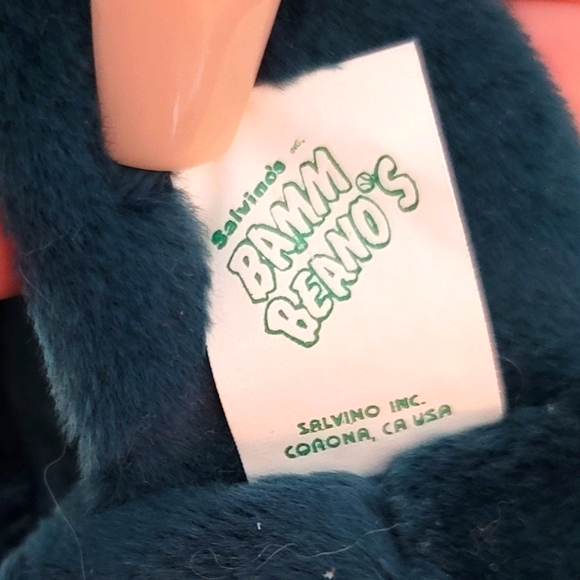 Salvino's INC.
BAMM
BEANO'S
SALVINO INC.
CORONA, CA USA